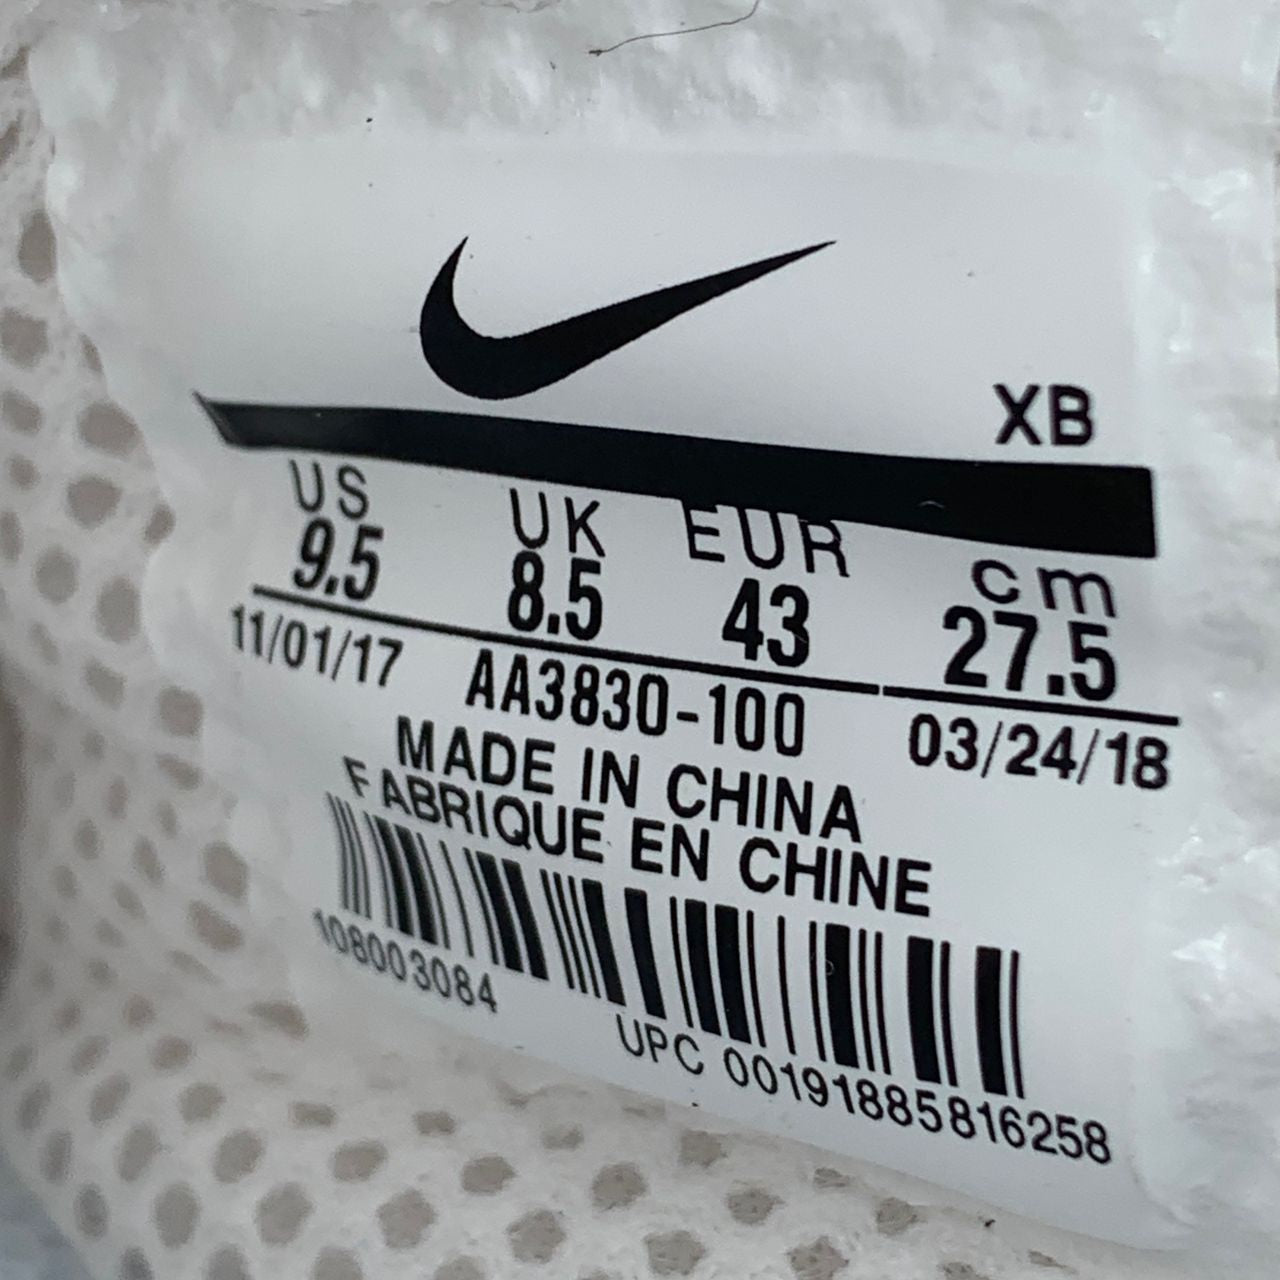 XB
US UK EUR cm
9.5 8.5 43 27.5
11/01/17 AA3830-100 03/24/18
MADE IN CHINA
FABRIQUE EN CHINE
108003084
UPC 00191885816258